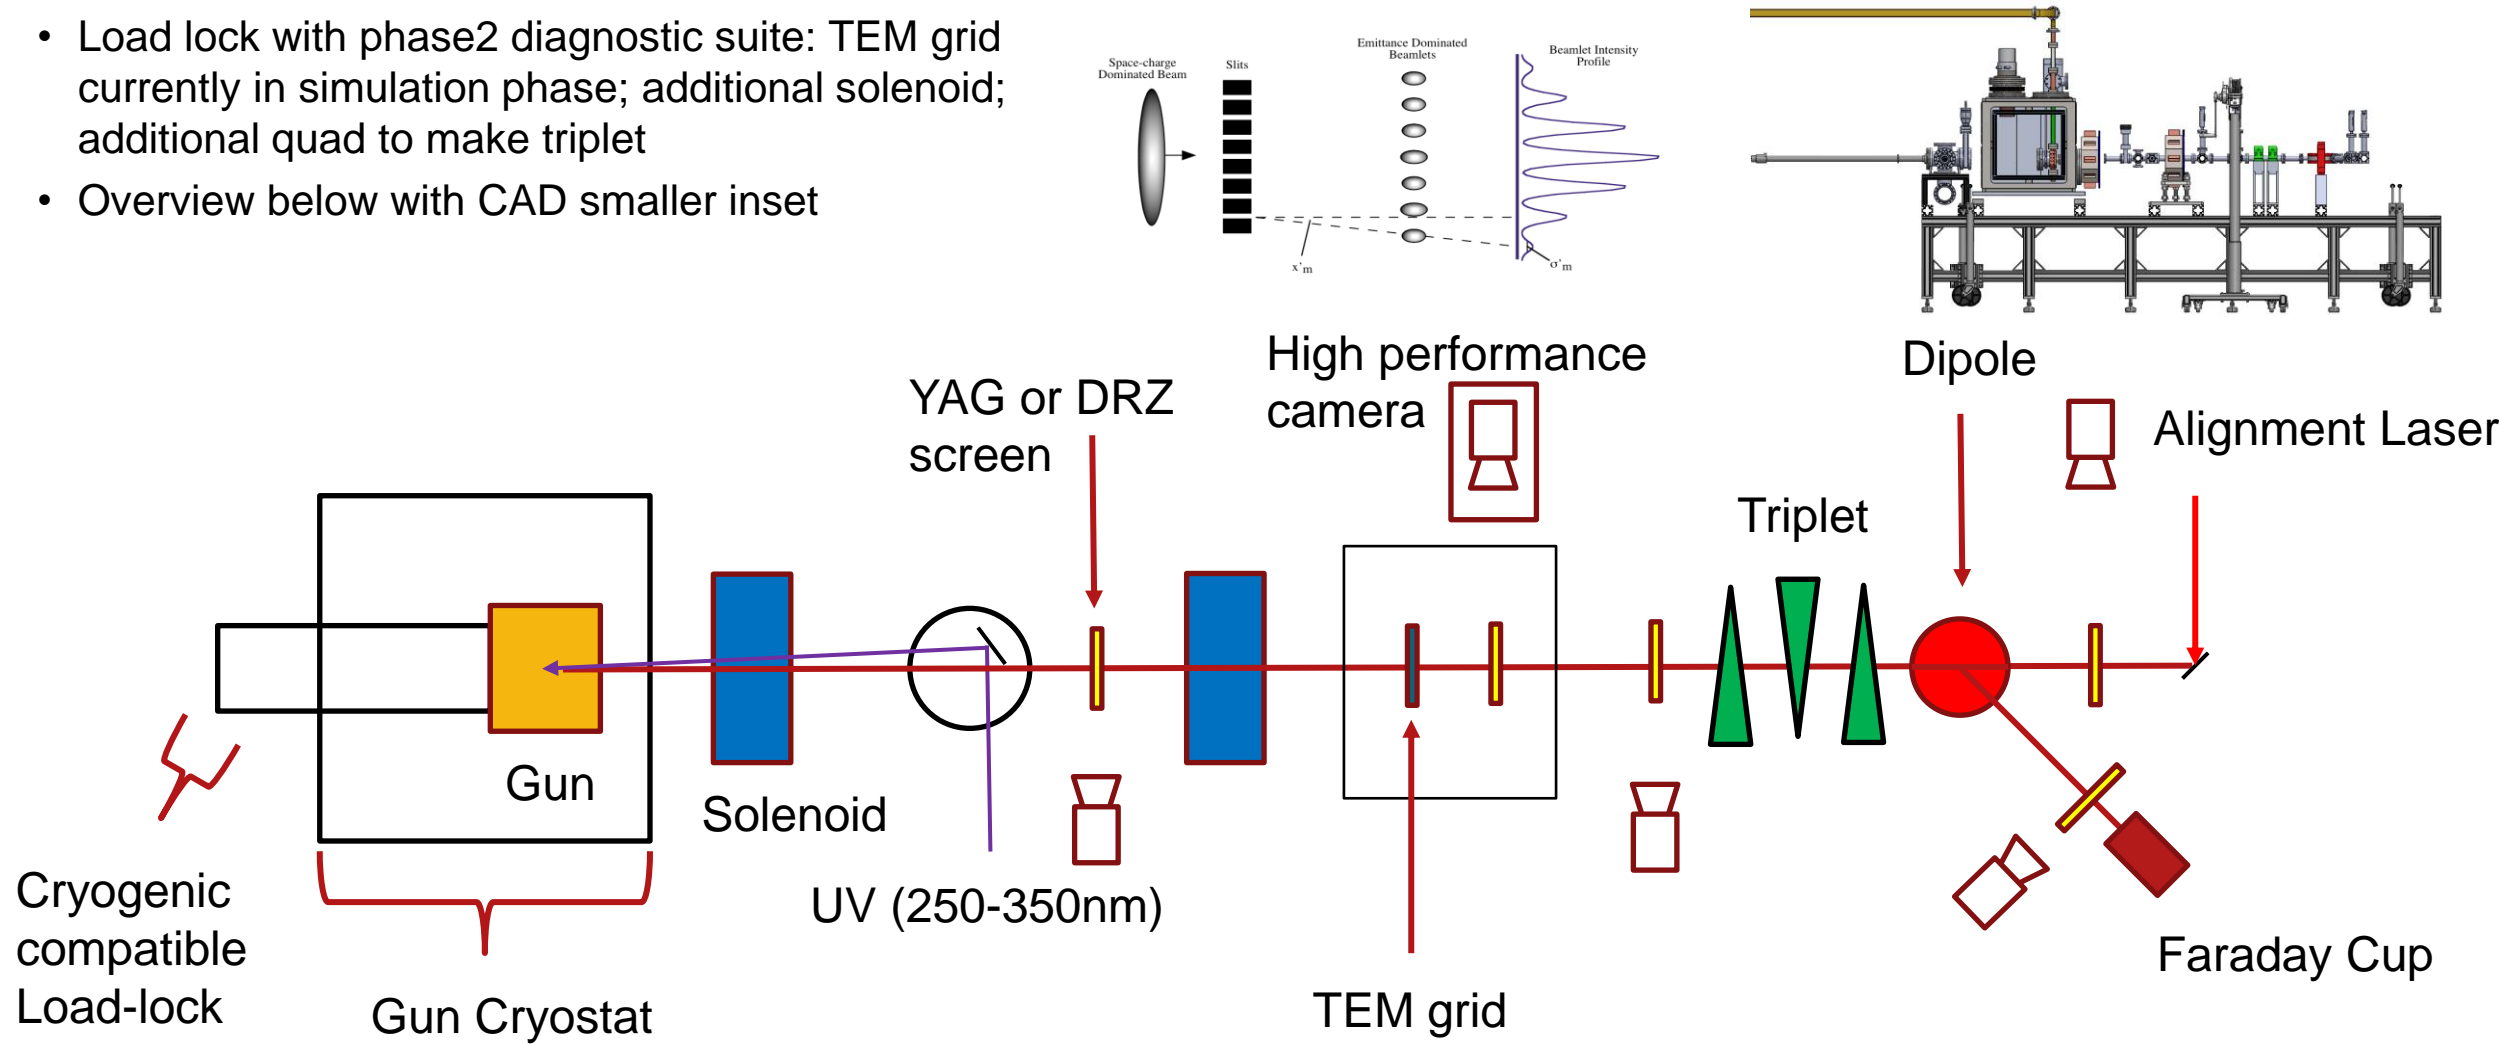 • Load lock with phase2 diagnostic suite: TEM grid
currently in simulation phase; additional solenoid;
additional quad to make triplet
• Overview below with CAD smaller inset
Space-charge
Dominated Beam
Slits
Emittance Dominated
Beamlets
Beamlet Intensity
Profile
x'm
σ'm
High performance
camera
Dipole
YAG or DRZ
screen
Alignment Laser
Triplet
Gun
Solenoid
UV (250-350nm)
Cryogenic
compatible
Load-lock
Gun Cryostat
TEM grid
Faraday Cup